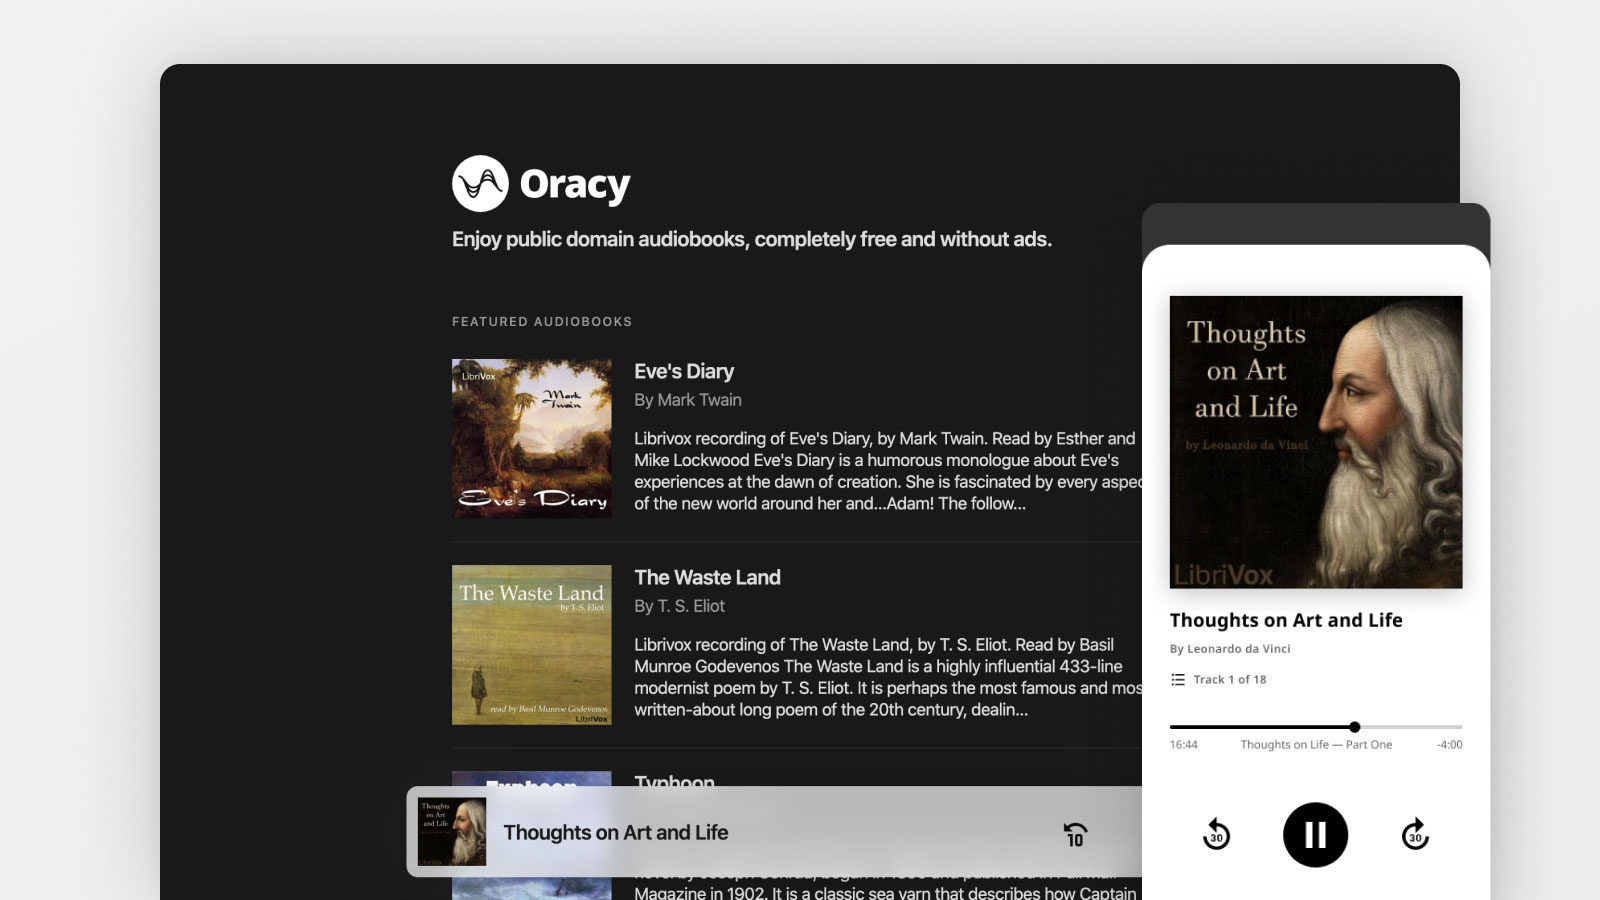 Oracy
Enjoy public domain audiobooks, completely free and without ads.
FEATURED AUDIOBOOKS
LibriVox
Mark
Twain
Eve's Diary
Eve's Diary
By Mark Twain
Librivox recording of Eve's Diary, by Mark Twain. Read by Esther and
Mike Lockwood Eve's Diary is a humorous monologue about Eve's
experiences at the dawn of creation. She is fascinated by every aspec
of the new world around her and...Adam! The follow...
The Waste Land
by T. S. Eliot
read by Basil Munroe Godevenos
LibriVox
The Waste Land
By T. S. Eliot
Librivox recording of The Waste Land, by T. S. Eliot. Read by Basil
Munroe Godevenos The Waste Land is a highly influential 433-line
modernist poem by T. S. Eliot. It is perhaps the most famous and mos
written-about long poem of the 20th century, dealin...
Typhoon
Typhoon
Thoughts
on Art
and Life
Thoughts on Art and Life
10
Magazine in 1902. It is a classic sea yarn that describes how Captain
Thoughts
on Art
and Life
by Leonardo da Vinci
LibriVox
Thoughts on Art and Life
By Leonardo da Vinci
Track 1 of 18
16:44 Thoughts on Life — Part One -4:00
30
30